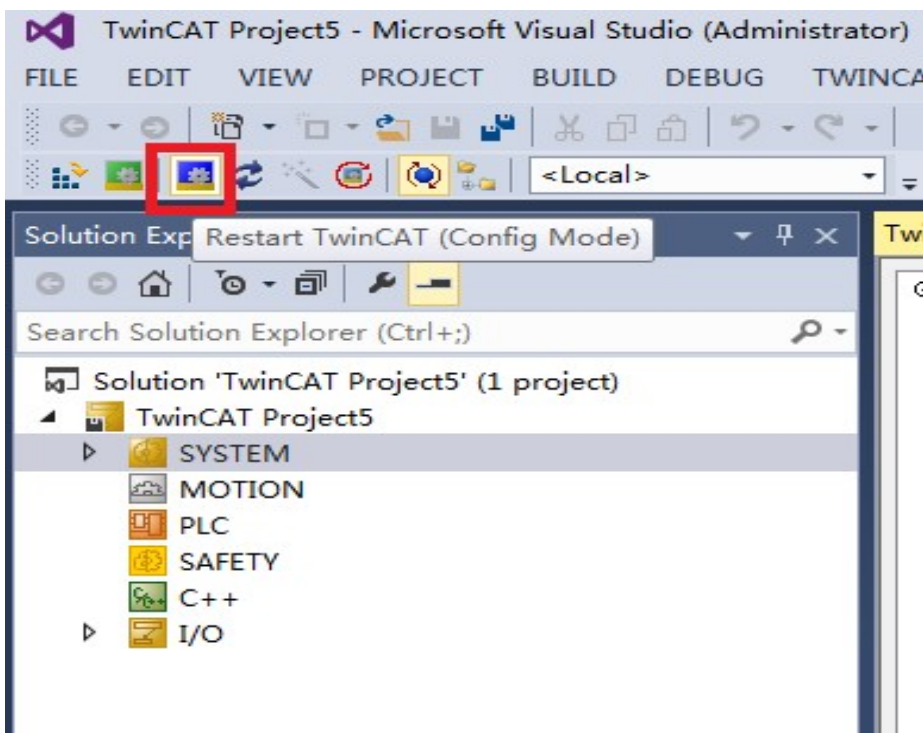 TwinCAT Project5 - Microsoft Visual Studio (Administrator)
FILE EDIT VIEW PROJECT BUILD DEBUG TWINCA
<Local>
Solution Exp
Restart TwinCAT (Config Mode)
Tw
Search Solution Explorer (Ctrl+;)
Solution 'TwinCAT Project5' (1 project)
TwinCAT Project5
SYSTEM
MOTION
PLC
SAFETY
C++
I/O